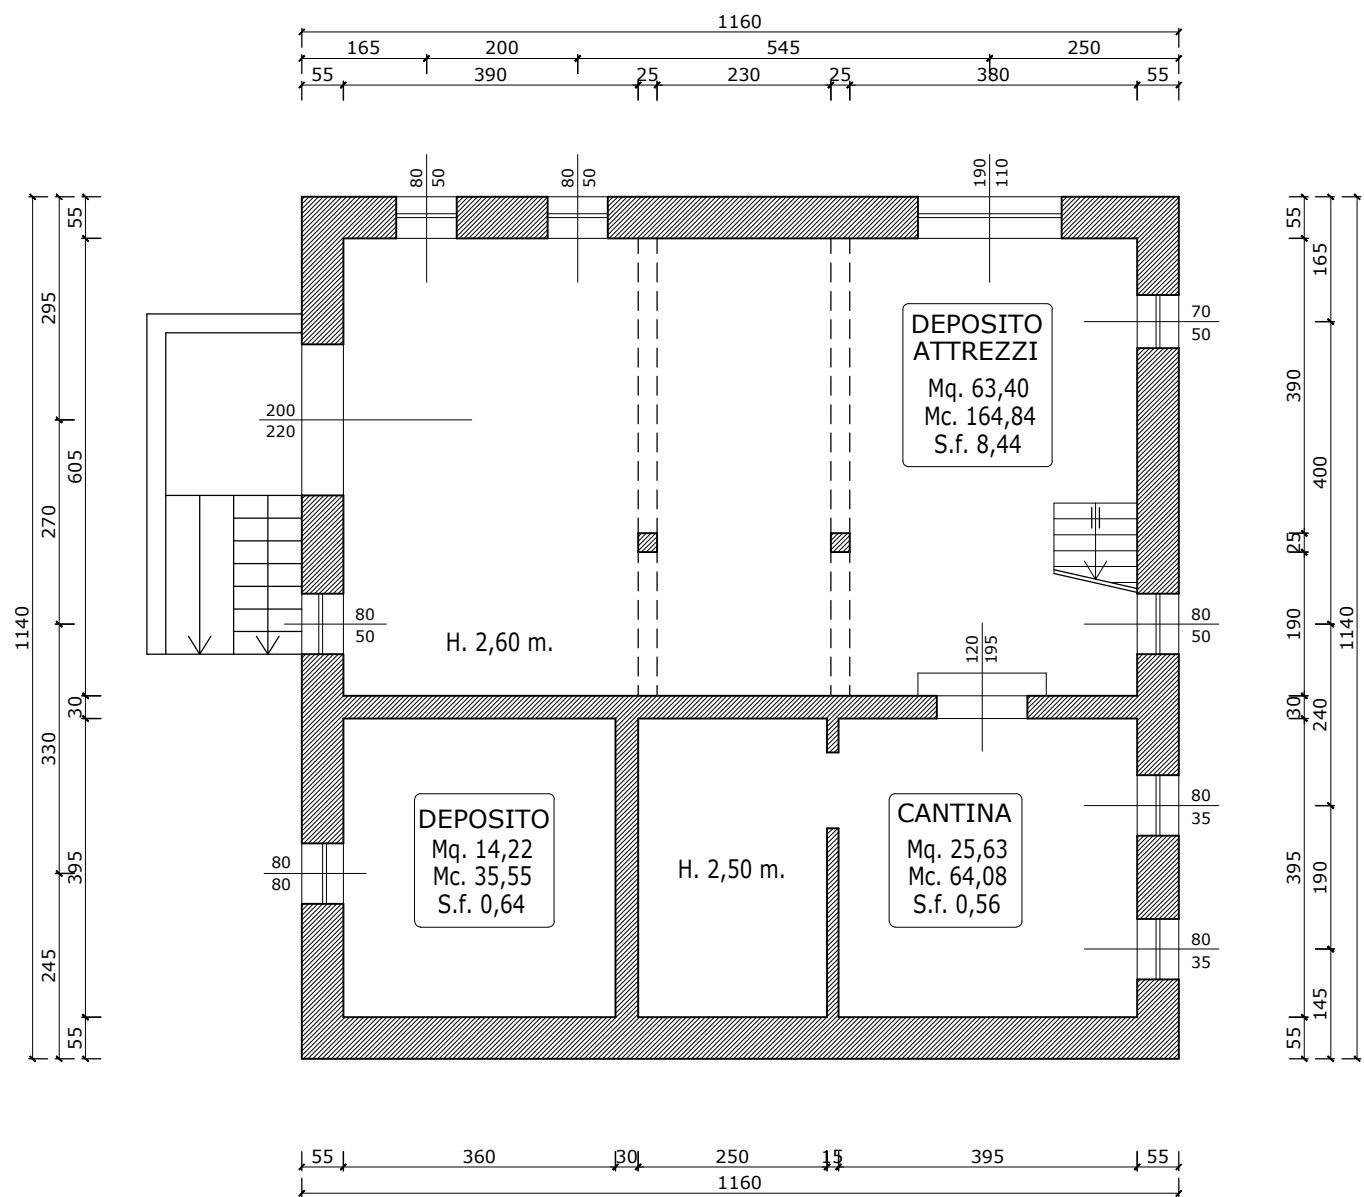 1160
165 200 545 250
55 390 25 230 25 380 55
80 50
80 50
190 110
55
295
605
270
1140
30
330
395
245
55
200
220
80
50
80
80
DEPOSITO
ATTREZZI
Mq. 63,40
Mc. 164,84
S.f. 8,44
H. 2,60 m.
120 195
70
50
80
50
80
35
80
35
55
165
390
400
25
190
1140
30
240
395
190
145
55
DEPOSITO
Mq. 14,22
Mc. 35,55
S.f. 0,64
H. 2,50 m.
CANTINA
Mq. 25,63
Mc. 64,08
S.f. 0,56
55 360 30 250 15 395 55
1160